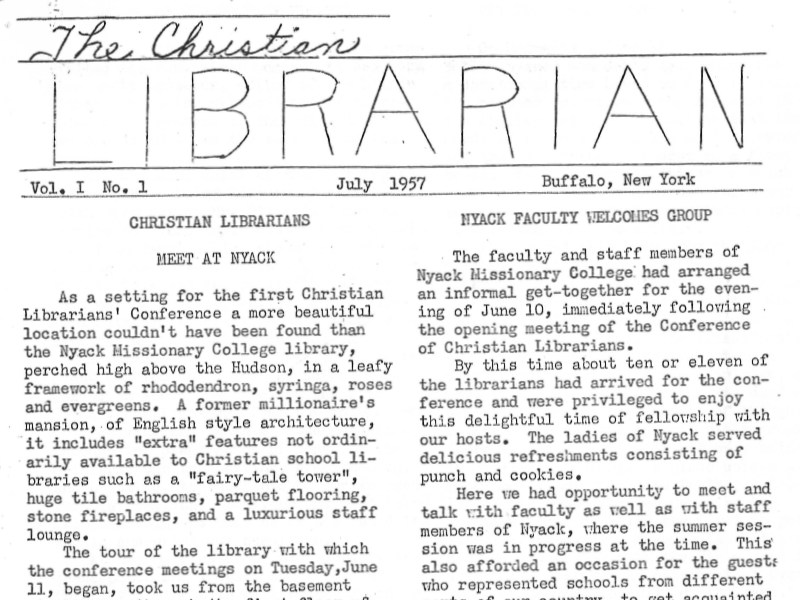 The Christian
LIBRARIAN
Vol. I No. 1 July 1957 Buffalo, New York
CHRISTIAN LIBRARIANS
MEET AT NYACK
As a setting for the first Christian
Librarians' Conference a more beautiful
location couldn't have been found than
the Nyack Missionary College library,
perched high above the Hudson, in a leafy
framework of rhododendron, syringa, roses
and evergreens. A former millionaire's
mansion, of English style architecture,
it includes "extra" features not ordin-
arily available to Christian school li-
braries such as a "fairy-tale tower",
huge tile bathrooms, parquet flooring,
stone fireplaces, and a luxurious staff
lounge.
The tour of the library with which
the conference meetings on Tuesday,June
11, began, took us from the basement
NYACK FACULTY WELCOMES GROUP
The faculty and staff members of
Nyack Missionary College had arranged
an informal get-together for the even-
ing of June 10, immediately following
the opening meeting of the Conference
of Christian Librarians.
By this time about ten or eleven of
the librarians had arrived for the con-
ference and were privileged to enjoy
this delightful time of fellowship with
our hosts. The ladies of Nyack served
delicious refreshments consisting of
punch and cookies.
Here we had opportunity to meet and
talk with faculty as well as with staff
members of Nyack, where the summer ses-
sion was in progress at the time. This
also afforded an occasion for the guests
who represented schools from different
of our country, to get acquainted